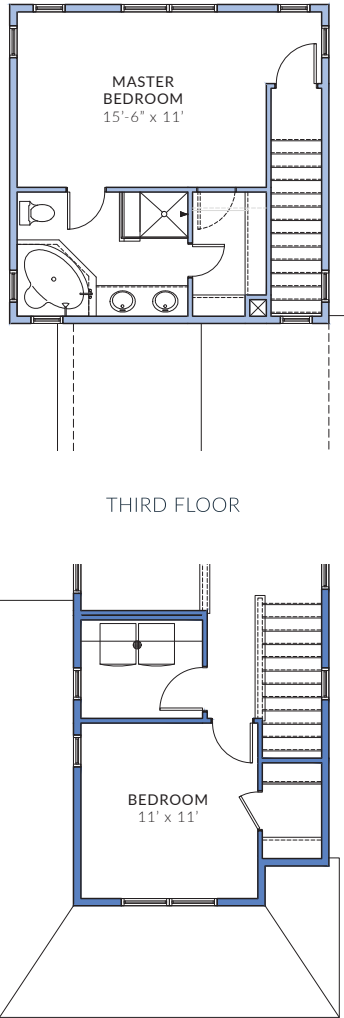 MASTER
BEDROOM
15'-6" x 11'
THIRD FLOOR
BEDROOM
11' x 11'